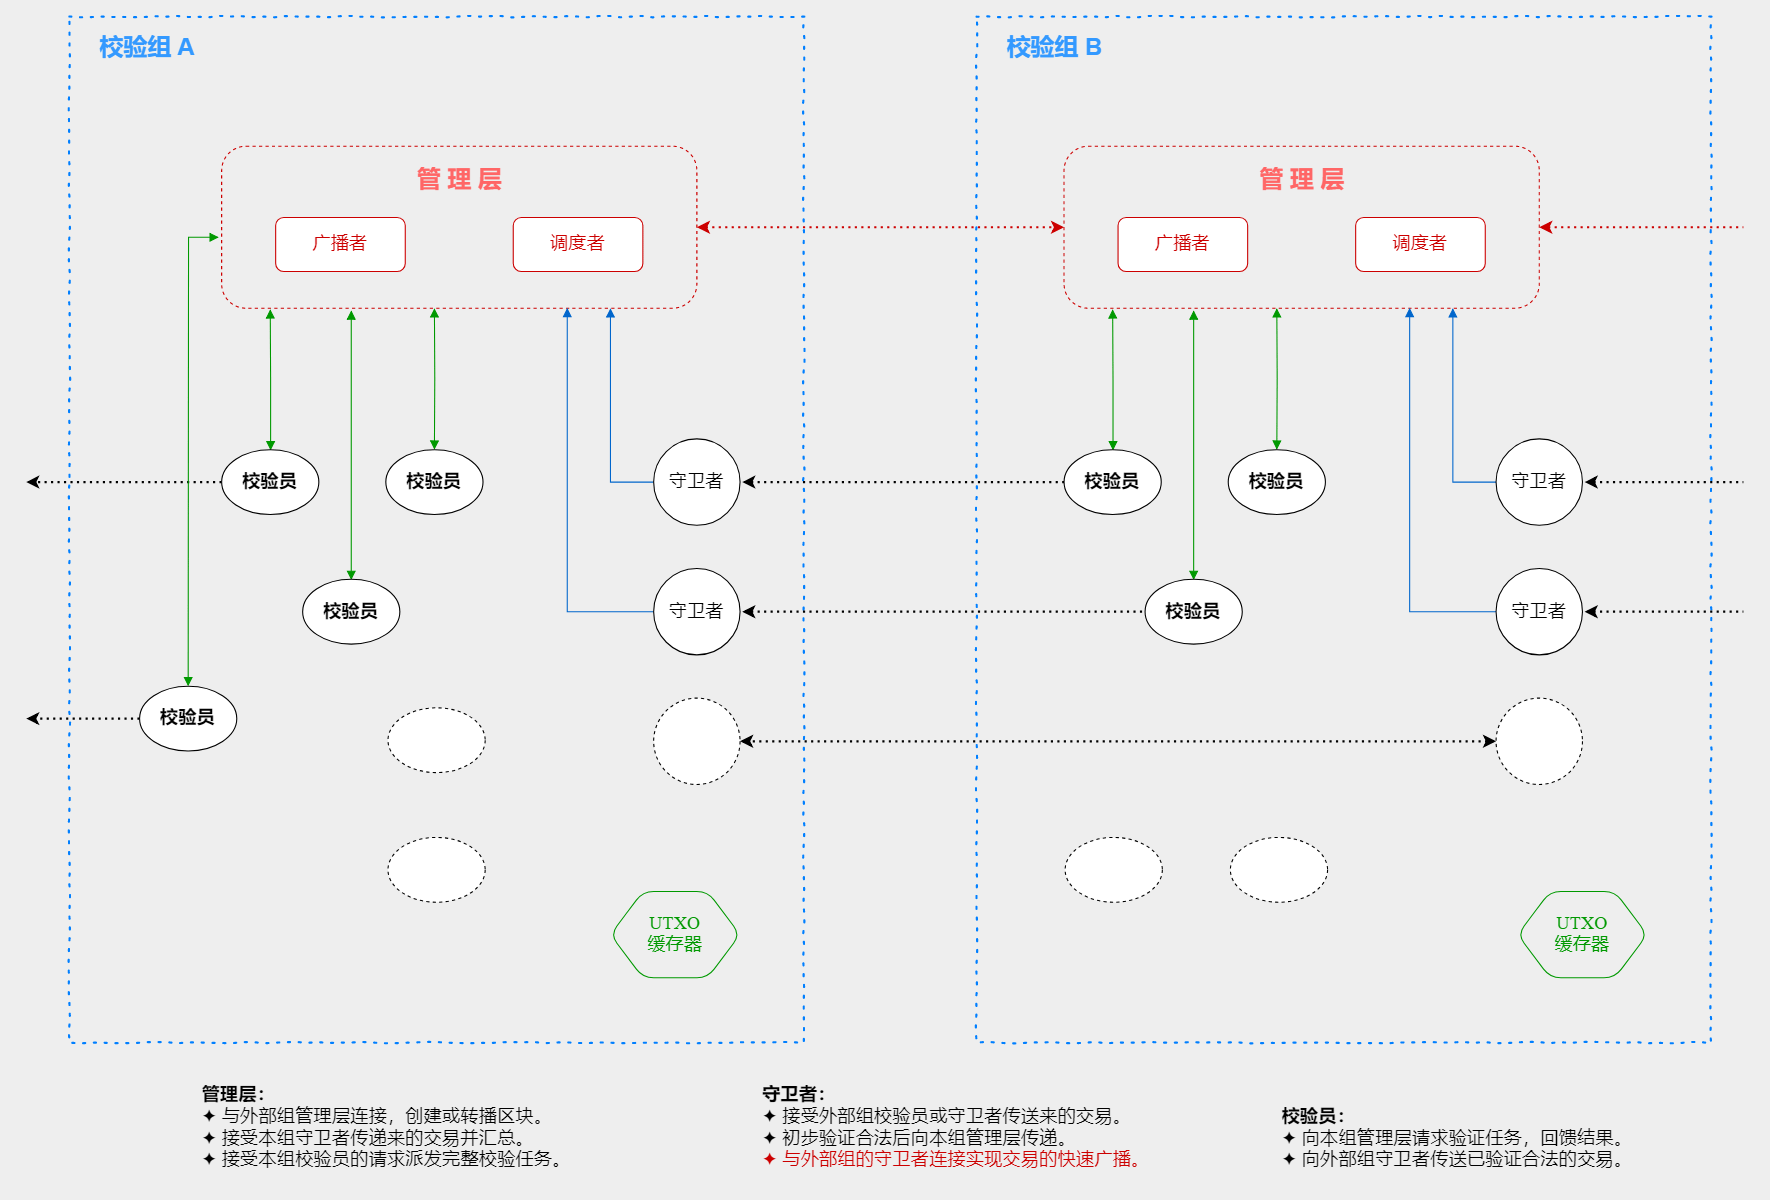 校验组 A
校验组 B
管 理 层
广播者
调度者
管 理 层
广播者
调度者
校验员
校验员
守卫者
校验员
校验员
守卫者
校验员
守卫者
校验员
守卫者
校验员
UTXO
缓存器
UTXO
缓存器
管理层：
✦ 与外部组管理层连接，创建或转播区块。
✦ 接受本组守卫者传递来的交易并汇总。
✦ 接受本组校验员的请求派发完整校验任务。
守卫者：
✦ 接受外部组校验员或守卫者传送来的交易。
✦ 初步验证合法后向本组管理层传递。
✦ 与外部组的守卫者连接实现交易的快速广播。
校验员：
✦ 向本组管理层请求验证任务，回馈结果。
✦ 向外部组守卫者传送已验证合法的交易。